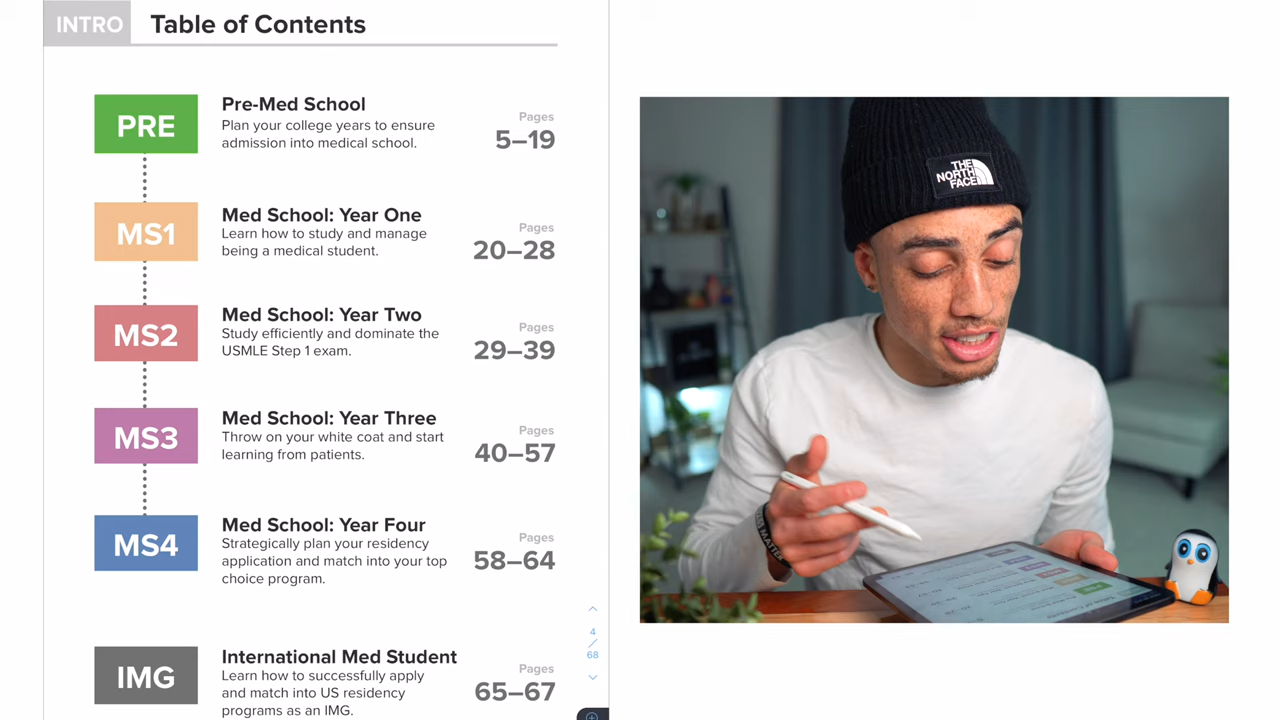 INTRO
Table of Contents
PRE
Pre-Med School
Plan your college years to ensure
admission into medical school.
Pages
5–19
MS1
Med School: Year One
Learn how to study and manage
being a medical student.
Pages
20–28
MS2
Med School: Year Two
Study efficiently and dominate the
USMLE Step 1 exam.
Pages
29–39
MS3
Med School: Year Three
Throw on your white coat and start
learning from patients.
Pages
40–57
MS4
Med School: Year Four
Strategically plan your residency
application and match into your top
choice program.
Pages
58–64
IMG
International Med Student
Learn how to successfully apply
and match into US residency
programs as an IMG.
Pages
65–67
4
/
68
THE
NORTH
FACE